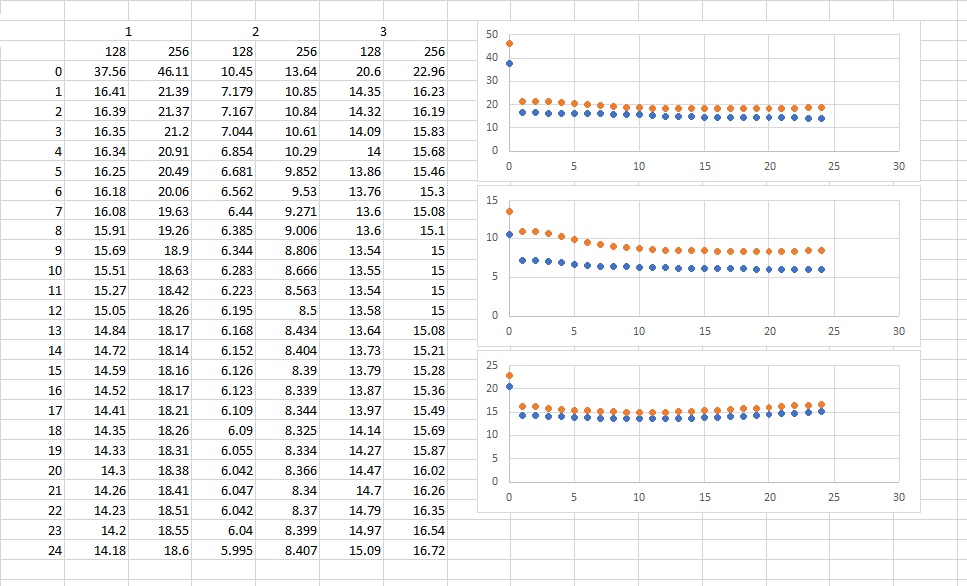 1 2 3
128 256 128 256 128 256
0 37.56 46.11 10.45 13.64 20.6 22.96
1 16.41 21.39 7.179 10.85 14.35 16.23
2 16.39 21.37 7.167 10.84 14.32 16.19
3 16.35 21.2 7.044 10.61 14.09 15.83
4 16.34 20.91 6.854 10.29 14 15.68
5 16.25 20.49 6.681 9.852 13.86 15.46
6 16.18 20.06 6.562 9.53 13.76 15.3
7 16.08 19.63 6.44 9.271 13.6 15.08
8 15.91 19.26 6.385 9.006 13.6 15.1
9 15.69 18.9 6.344 8.806 13.54 15
10 15.51 18.63 6.283 8.666 13.55 15
11 15.27 18.42 6.223 8.563 13.54 15
12 15.05 18.26 6.195 8.5 13.58 15
13 14.84 18.17 6.168 8.434 13.64 15.08
14 14.72 18.14 6.152 8.404 13.73 15.21
15 14.59 18.16 6.126 8.39 13.79 15.28
16 14.52 18.17 6.123 8.339 13.87 15.36
17 14.41 18.21 6.109 8.344 13.97 15.49
18 14.35 18.26 6.09 8.325 14.14 15.69
19 14.33 18.31 6.055 8.334 14.27 15.87
20 14.3 18.38 6.042 8.366 14.47 16.02
21 14.26 18.41 6.047 8.34 14.7 16.26
22 14.23 18.51 6.042 8.37 14.79 16.35
23 14.2 18.55 6.04 8.399 14.97 16.54
24 14.18 18.6 5.995 8.407 15.09 16.72
50
40
30
20
10
0
0 5 10 15 20 25 30
15
10
5
0
0 5 10 15 20 25 30
25
20
15
10
5
0
0 5 10 15 20 25 30